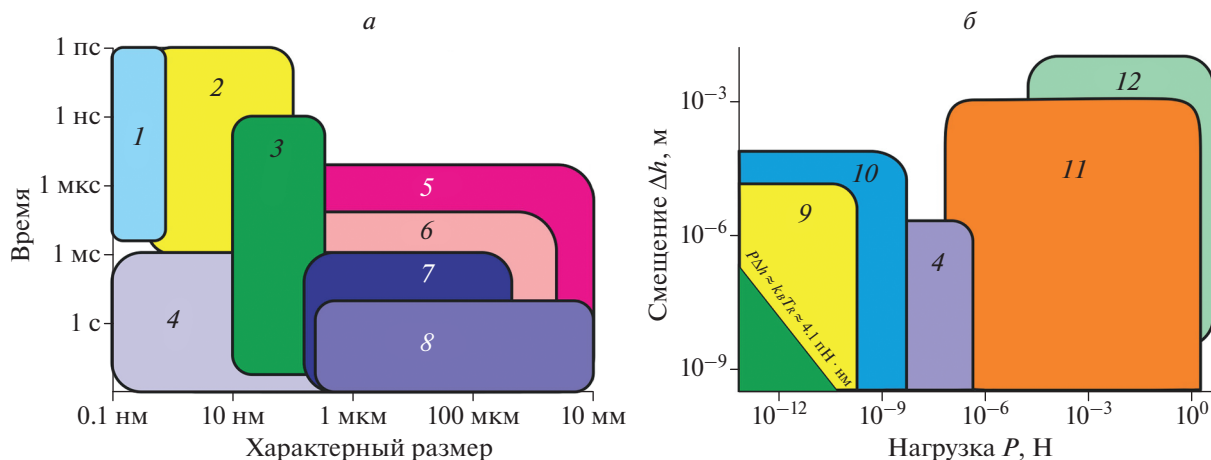 а
Время
1 пс
1 нс
1 мкс
1 мс
1 с
1
2
3
4
5
6
7
8
0.1 нм
10 нм
1 мкм
100 мкм
10 мм
Характерный размер
б
Смещение Δh, м
10⁻³
10⁻⁶
10⁻⁹
9
10
4
11
12
PΔh ≈ k_BT_R ≈ 4.1 пН · нм
10⁻¹²
10⁻⁹
10⁻⁶
10⁻³
10⁰
Нагрузка P, Н